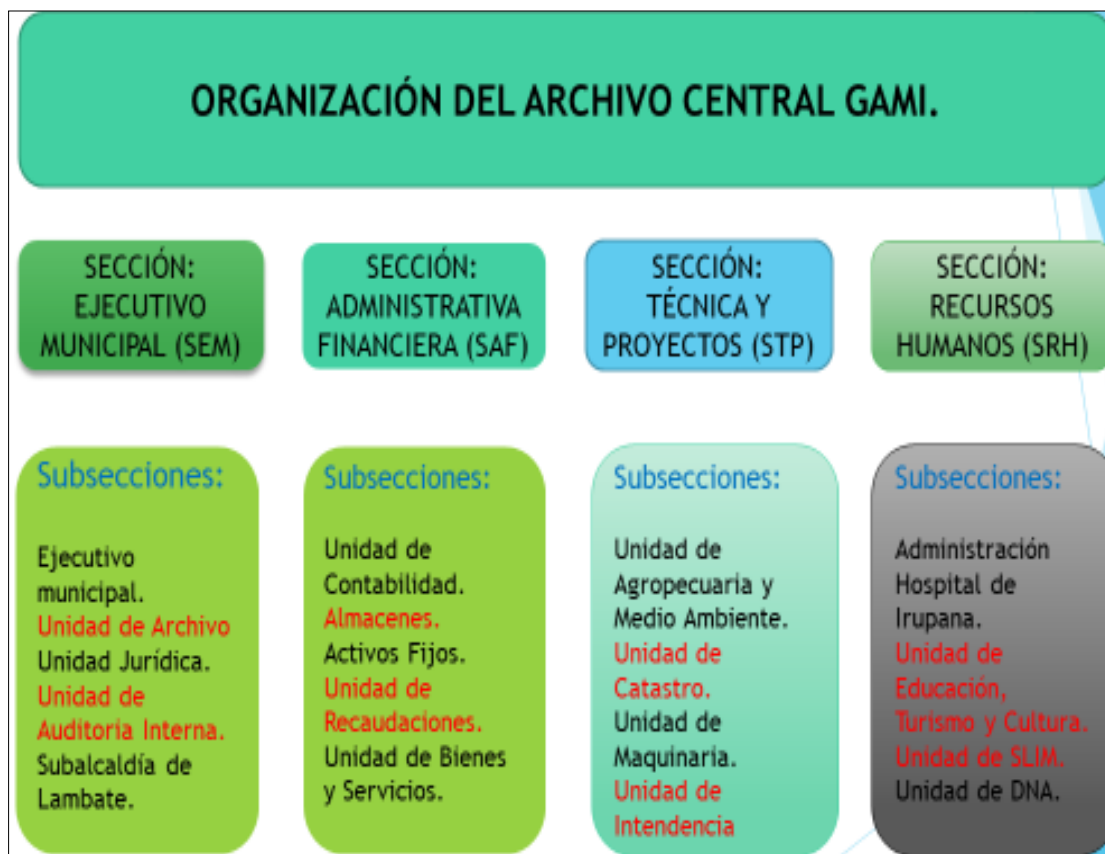 ORGANIZACIÓN DEL ARCHIVO CENTRAL GAMI.
SECCIÓN:
EJECUTIVO
MUNICIPAL (SEM)
SECCIÓN:
ADMINISTRATIVA
FINANCIERA (SAF)
SECCIÓN:
TÉCNICA Y
PROYECTOS (STP)
SECCIÓN:
RECURSOS
HUMANOS (SRH)
Subsecciones:
Ejecutivo
municipal.
Unidad de Archivo
Unidad Jurídica.
Unidad de
Auditoria Interna.
Subalcaldía de
Lambate.
Subsecciones:
Unidad de
Contabilidad.
Almacenes.
Activos Fijos.
Unidad de
Recaudaciones.
Unidad de Bienes
y Servicios.
Subsecciones:
Unidad de
Agropecuaria y
Medio Ambiente.
Unidad de
Catastro.
Unidad de
Maquinaria.
Unidad de
Intendencia
Subsecciones:
Administración
Hospital de
Irupana.
Unidad de
Educación,
Turismo y Cultura.
Unidad de SLIM.
Unidad de DNA.